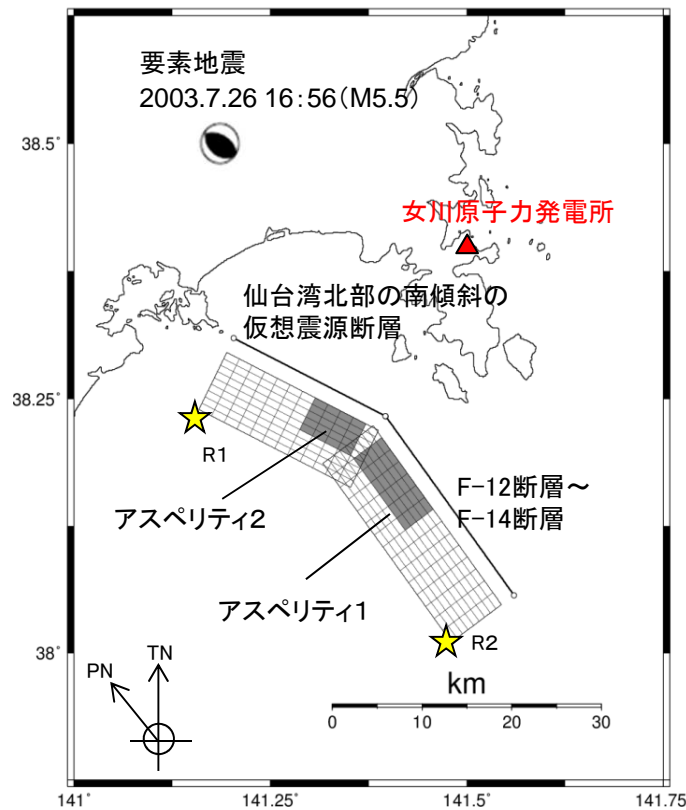 要素地震
2003.7.26 16:56(M5.5)
38.5°
女川原子力発電所
仙台湾北部の南傾斜の
仮想震源断層
38.25°
R1
F-12断層～
F-14断層
アスペリティ2
アスペリティ1
38°
R2
TN
PN
km
0 10 20 30
141° 141.25° 141.5° 141.75